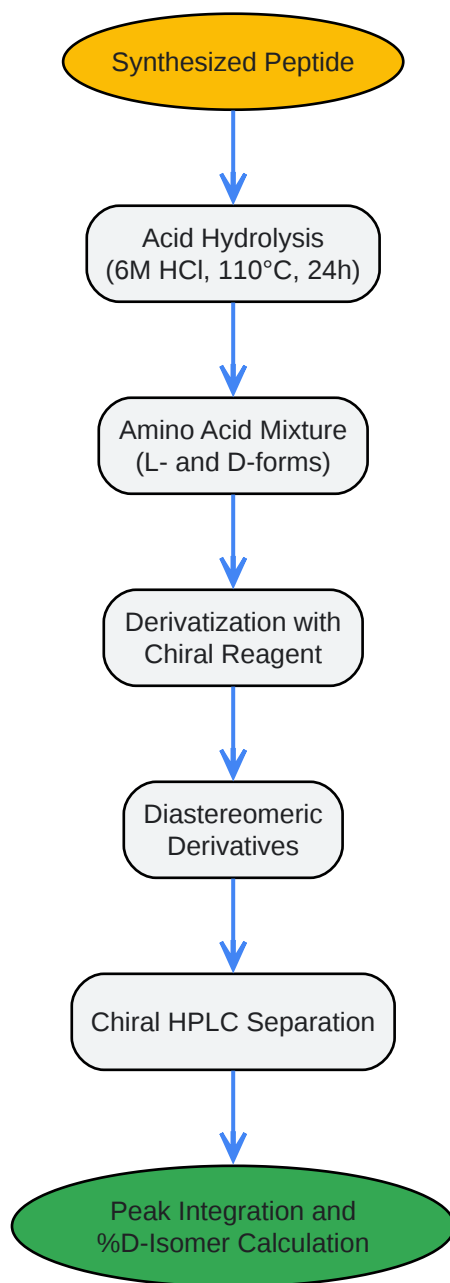 Synthesized Peptide
Acid Hydrolysis
(6M HCl, 110°C, 24h)
Amino Acid Mixture
(L- and D-forms)
Derivatization with
Chiral Reagent
Diastereomeric
Derivatives
Chiral HPLC Separation
Peak Integration and
%D-Isomer Calculation